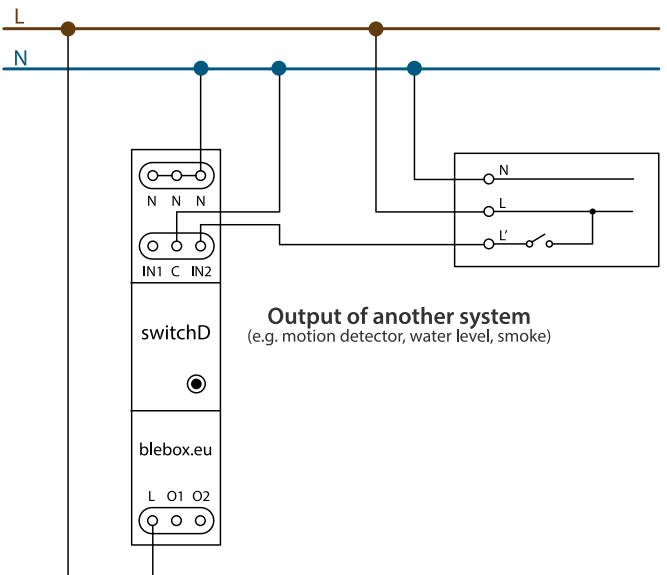 L
N
N N N
IN1 C IN2
switchD
blebox.eu
L O1 O2
N
L
L'
Output of another system
(e.g. motion detector, water level, smoke)